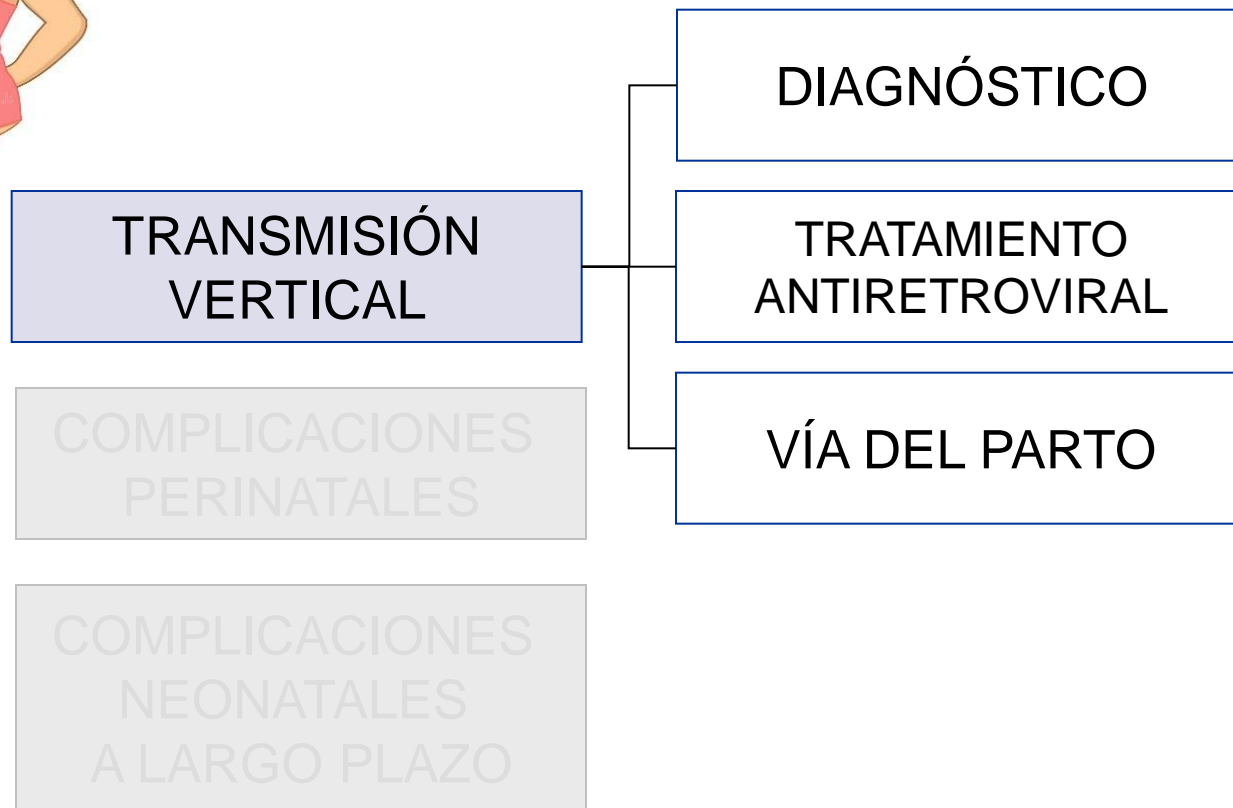 DIAGNÓSTICO
TRANSMISIÓN
VERTICAL
TRATAMIENTO
ANTIRETROVIRAL
VÍA DEL PARTO
COMPLICACIONES
PERINATALES
COMPLICACIONES
NEONATALES
A LARGO PLAZO